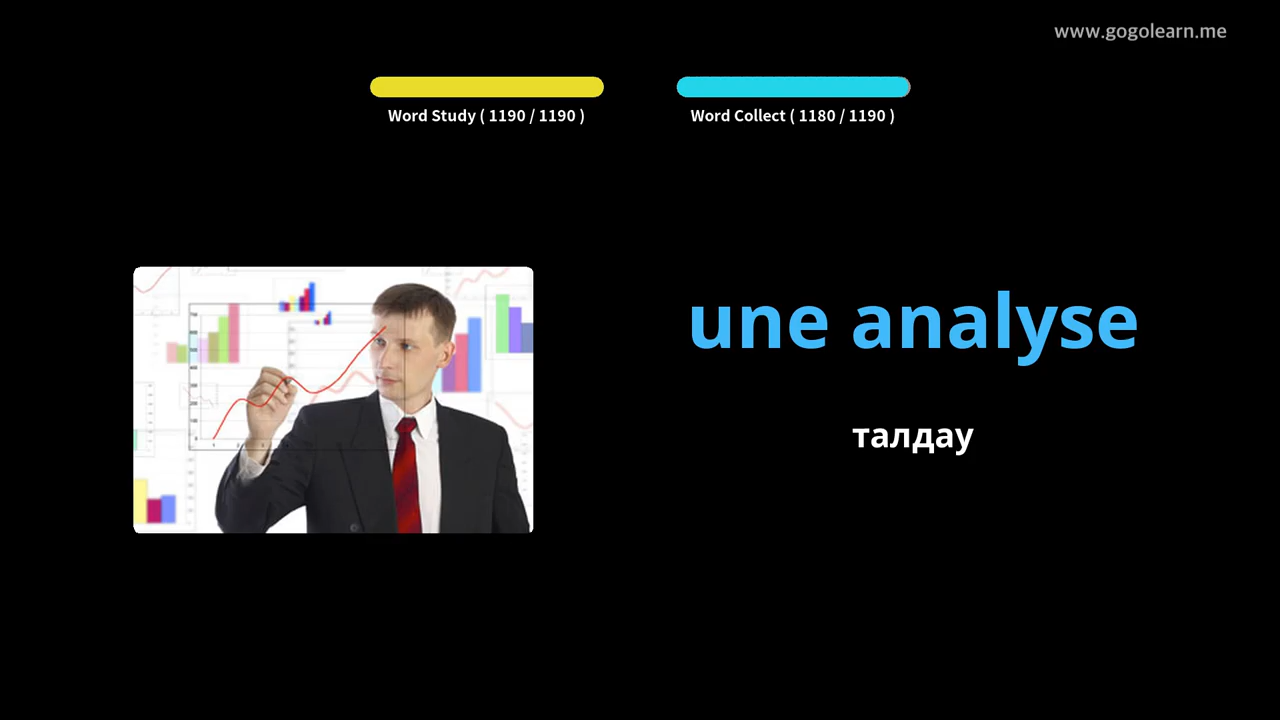 www.gogolearn.me
Word Study ( 1190 / 1190 )
Word Collect ( 1180 / 1190 )
une analyse
талдау